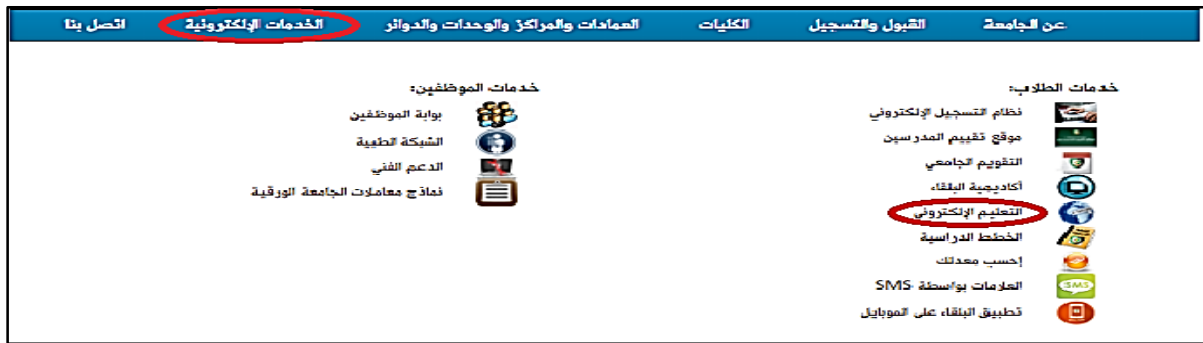 عن الجامعة القبول والتسجيل الكليات العمادات والمراكز والوحدات والدوائر الخدمات الإلكترونية اتصل بنا
خدمات الطلاب:
نظام التسجيل الإلكتروني
موقع تقييم المدرسين
التقويم الجامعي
أكاديمية البلقاء
التعليم الإلكتروني
الخطط الدراسية
إحسب معدلك
العلامات بواسطة SMS
تطبيق البلقاء على الموبايل
خدمات الموظفين:
بوابة الموظفين
الشبكة الطبية
الدعم الفني
نماذج معاملات الجامعة الورقية
SMS